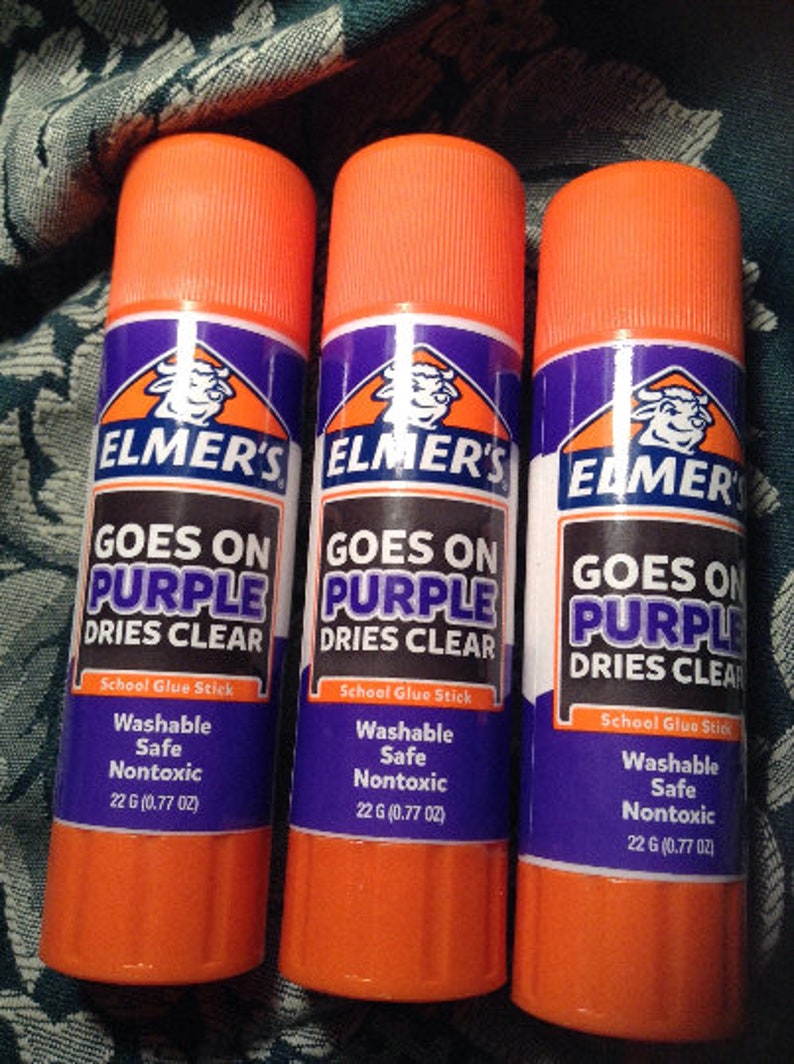 ELMER'S
GOES ON
PURPLE
DRIES CLEAR
School Glue Stick
Washable
Safe
Nontoxic
22 G (0.77 OZ)
ELMER'S
GOES ON
PURPLE
DRIES CLEAR
School Glue Stick
Washable
Safe
Nontoxic
22 G (0.77 OZ)
ELMER'S
GOES ON
PURPLE
DRIES CLEAR
School Glue Stick
Washable
Safe
Nontoxic
22 G (0.77 OZ)